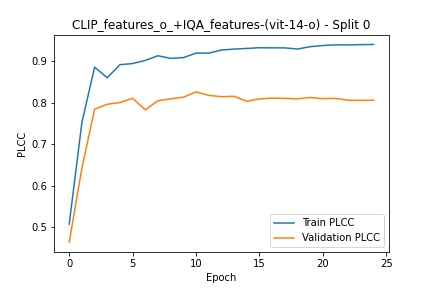 CLIP_features_o_+IQA_features-(vit-14-o) - Split 0
PLCC
0.9
0.8
0.7
0.6
0.5
0
5
10
15
20
25
Epoch
Train PLCC
Validation PLCC